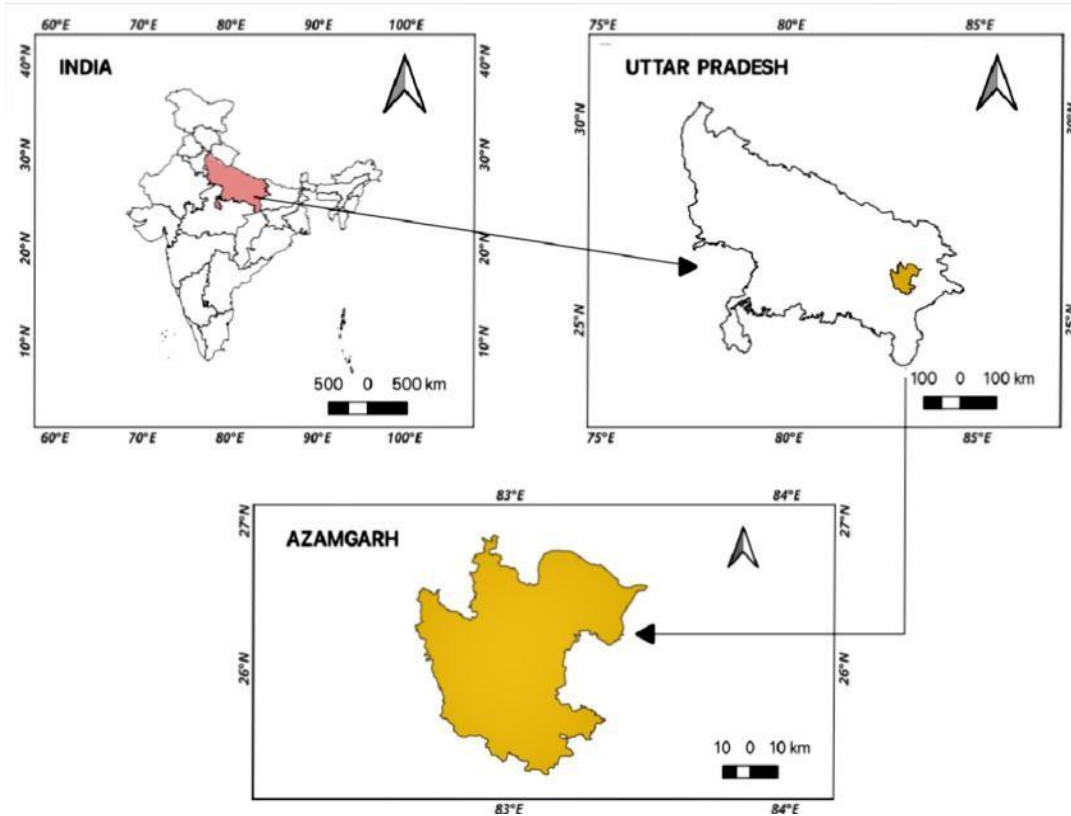 60°E 70°E 80°E 90°E 100°E
INDIA
40°N 40°N
30°N 30°N
20°N 20°N
10°N 10°N
500 0 500 km
60°E 70°E 80°E 90°E 100°E
75°E 80°E 85°E
UTTAR PRADESH
30°N 30°N
25°N 25°N
100 0 100 km
75°E 80°E 85°E
83°E 84°E
AZAMGARH
27°N 27°N
26°N 26°N
10 0 10 km
83°E 84°E